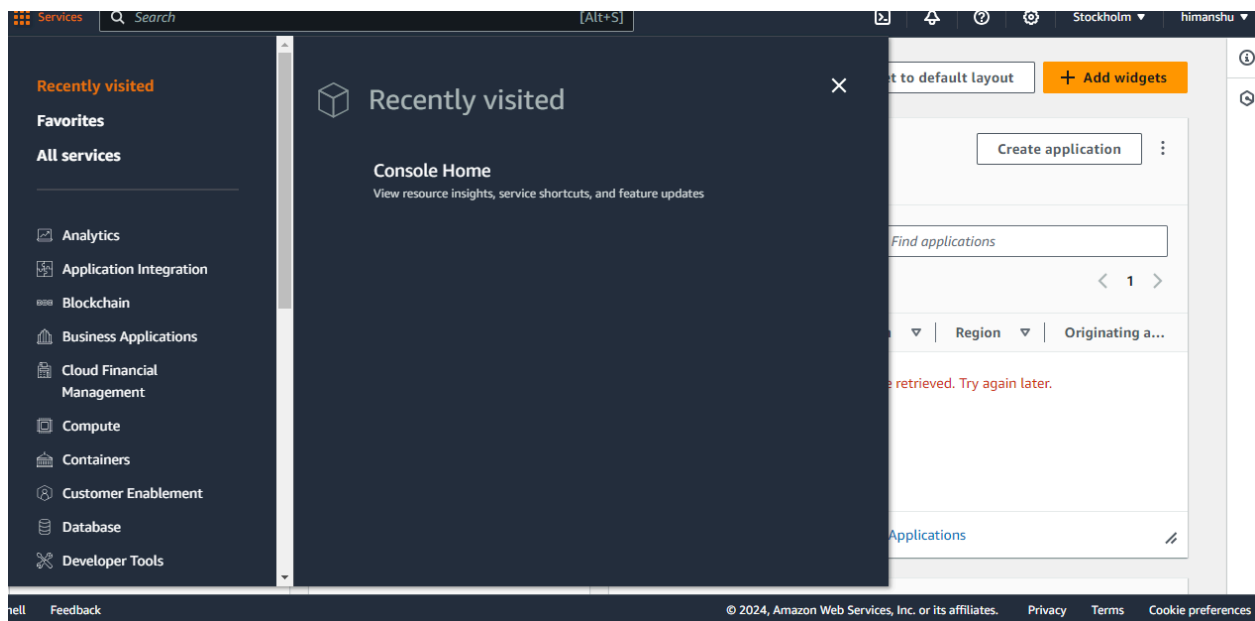 Services
Search
[Alt+S]
Stockholm
himanshu
Recently visited
Favorites
All services
Analytics
Application Integration
Blockchain
Business Applications
Cloud Financial
Management
Compute
Containers
Customer Enablement
Database
Developer Tools
Recently visited
Console Home
View resource insights, service shortcuts, and feature updates
to default layout
+ Add widgets
Create application
Find applications
1
Region
Originating a...
retrieved. Try again later.
Applications
Feedback
© 2024, Amazon Web Services, Inc. or its affiliates.
Privacy
Terms
Cookie preferences